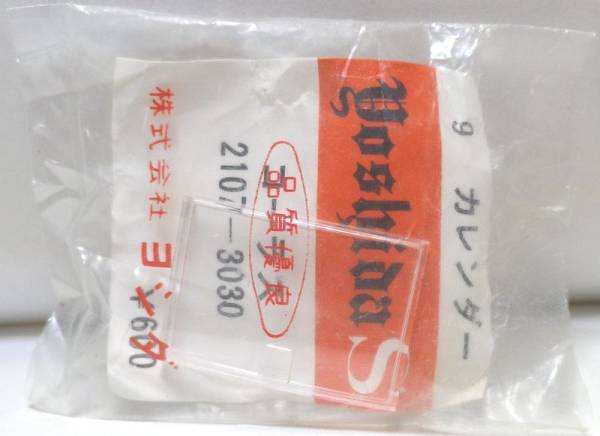 9 カレンダー
Yoshida S
品質優良
2107-3030
¥600
株式会社 ヨシダ